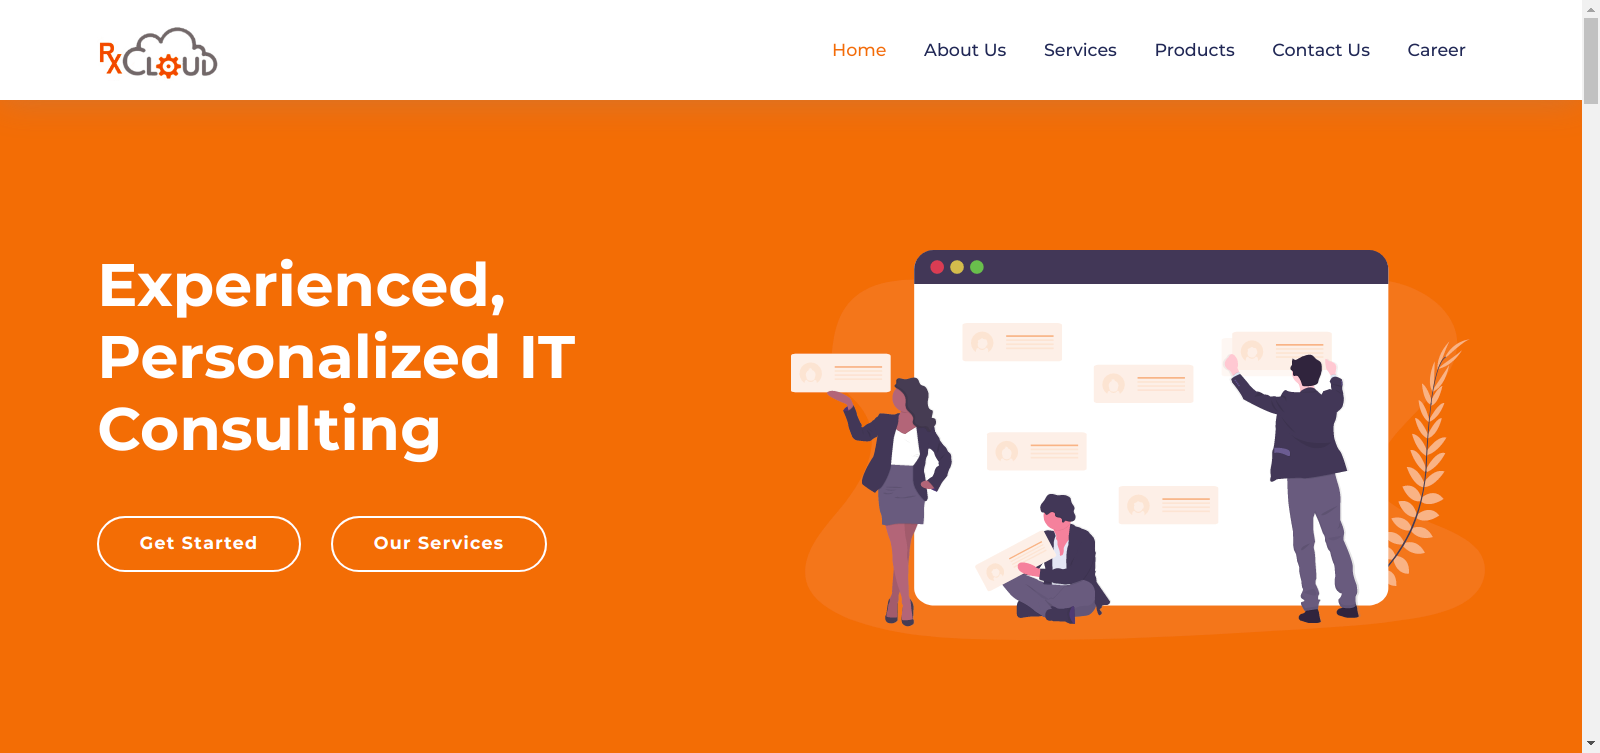 RXCLOUD
Home About Us Services Products Contact Us Career
Experienced,
Personalized IT
Consulting
Get Started Our Services